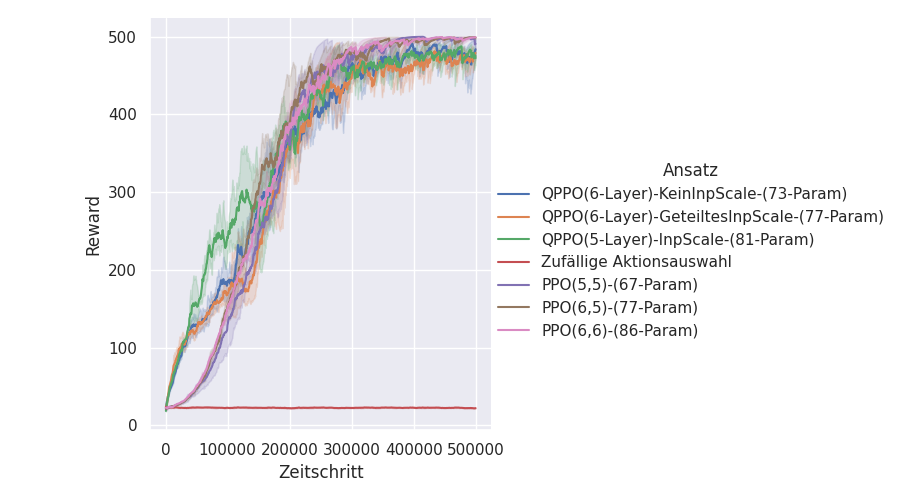 500
400
300
200
100
0
Reward
0 100000 200000 300000 400000 500000
Zeitschritt
Ansatz
QPPO(6-Layer)-KeinInpScale-(73-Param)
QPPO(6-Layer)-GeteiltesInpScale-(77-Param)
QPPO(5-Layer)-InpScale-(81-Param)
Zufällige Aktionsauswahl
PPO(5,5)-(67-Param)
PPO(6,5)-(77-Param)
PPO(6,6)-(86-Param)